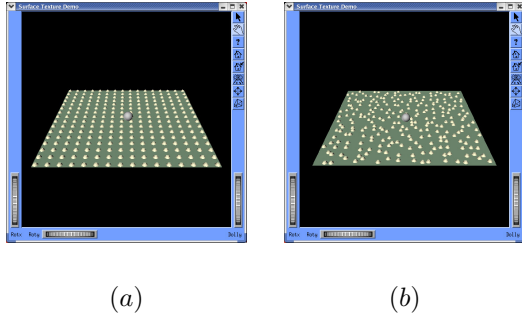 Surface Texture Demo
?
Rotx Roty Dolly
(a)
Surface Texture Demo
?
Rotx Roty Dolly
(b)